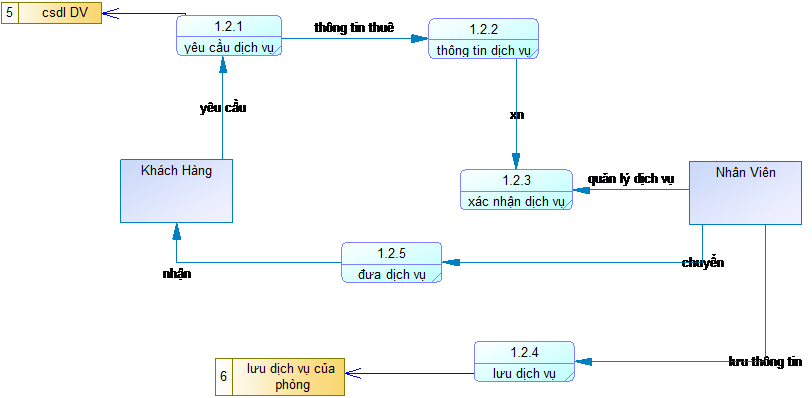 5 csdl DV
1.2.1
yêu cầu dịch vụ
thông tin thuê
1.2.2
thông tin dịch vụ
yêu cầu
xn
Khách Hàng
1.2.3
xác nhận dịch vụ
quản lý dịch vụ
Nhân Viên
1.2.5
đưa dịch vụ
nhận
chuyển
1.2.4
lưu dịch vụ
lưu thông tin
6 lưu dịch vụ của
phòng